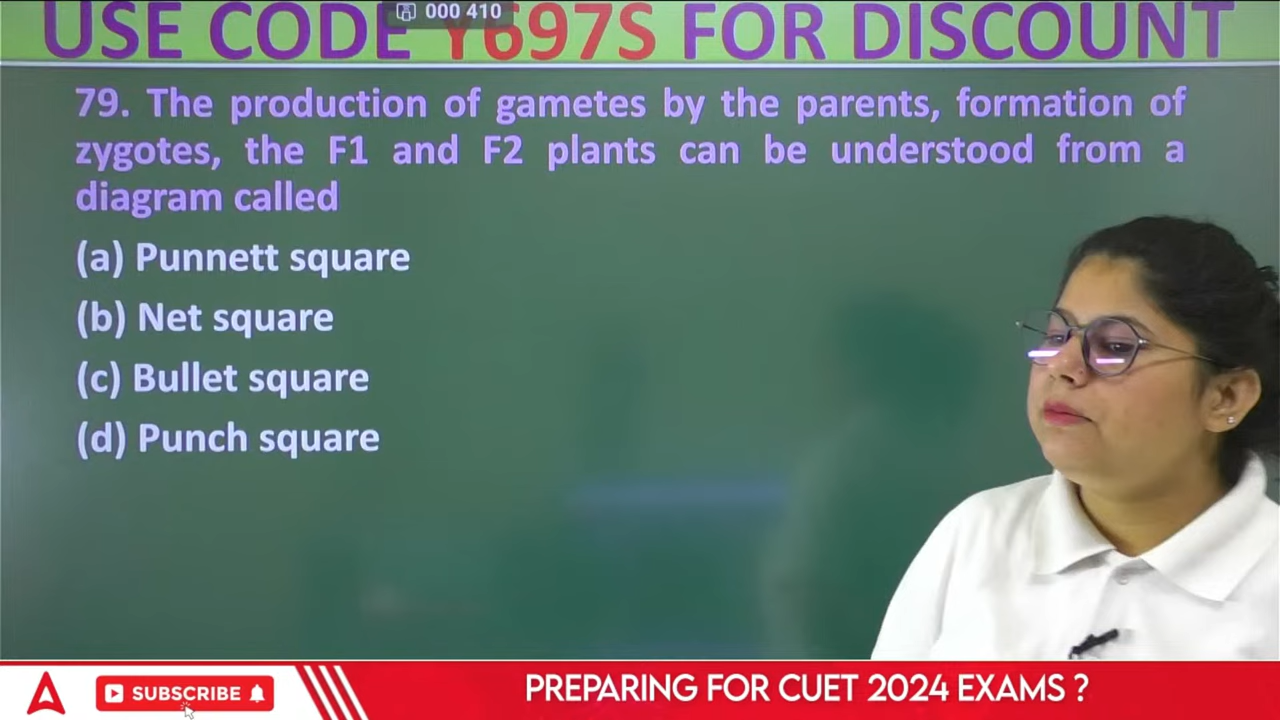 USE CODE Y697S FOR DISCOUNT
000 410
79. The production of gametes by the parents, formation of
zygotes, the F1 and F2 plants can be understood from a
diagram called
(a) Punnett square
(b) Net square
(c) Bullet square
(d) Punch square
SUBSCRIBE
PREPARING FOR CUET 2024 EXAMS ?